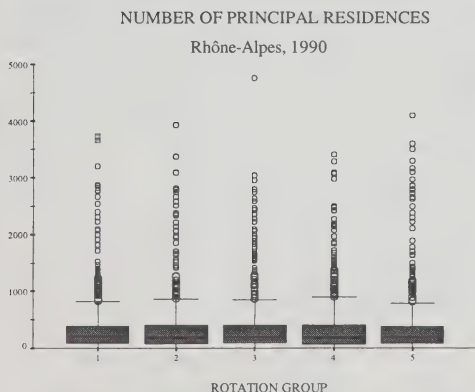 NUMBER OF PRINCIPAL RESIDENCES
Rhône-Alpes, 1990
5000
4000
3000
2000
1000
0
1 2 3 4 5
ROTATION GROUP